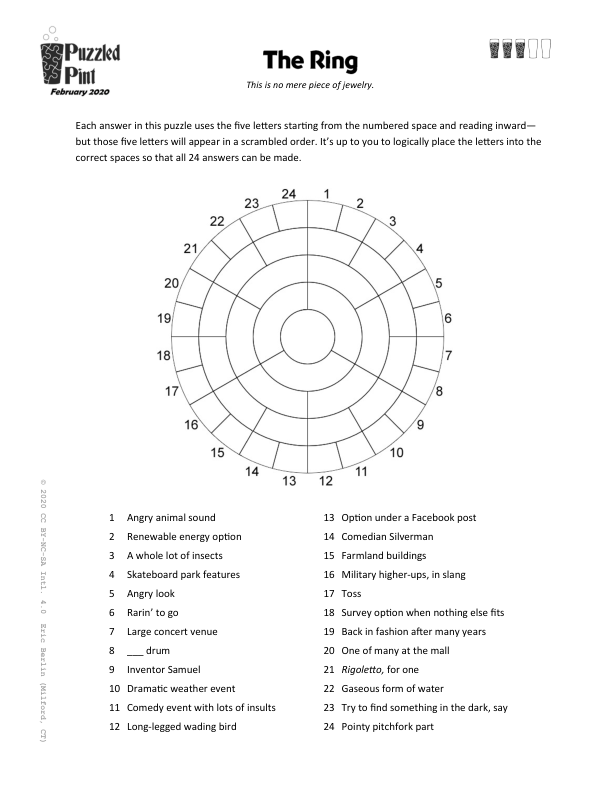 Puzzled
Pint
February 2020
The Ring
This is no mere piece of jewelry.
Each answer in this puzzle uses the five letters starting from the numbered space and reading inward—
but those five letters will appear in a scrambled order. It's up to you to logically place the letters into the
correct spaces so that all 24 answers can be made.
24 1
23 2
22 3
21 4
20 5
19 6
18 7
17 8
16 9
15 10
14 11
13 12
1 Angry animal sound
2 Renewable energy option
3 A whole lot of insects
4 Skateboard park features
5 Angry look
6 Rarin' to go
7 Large concert venue
8 ___ drum
9 Inventor Samuel
10 Dramatic weather event
11 Comedy event with lots of insults
12 Long-legged wading bird
13 Option under a Facebook post
14 Comedian Silverman
15 Farmland buildings
16 Military higher-ups, in slang
17 Toss
18 Survey option when nothing else fits
19 Back in fashion after many years
20 One of many at the mall
21 Rigoletto, for one
22 Gaseous form of water
23 Try to find something in the dark, say
24 Pointy pitchfork part
© 2020 CC BY-NC-SA Intl. 4.0 Eric Berlin (Milford, CT)